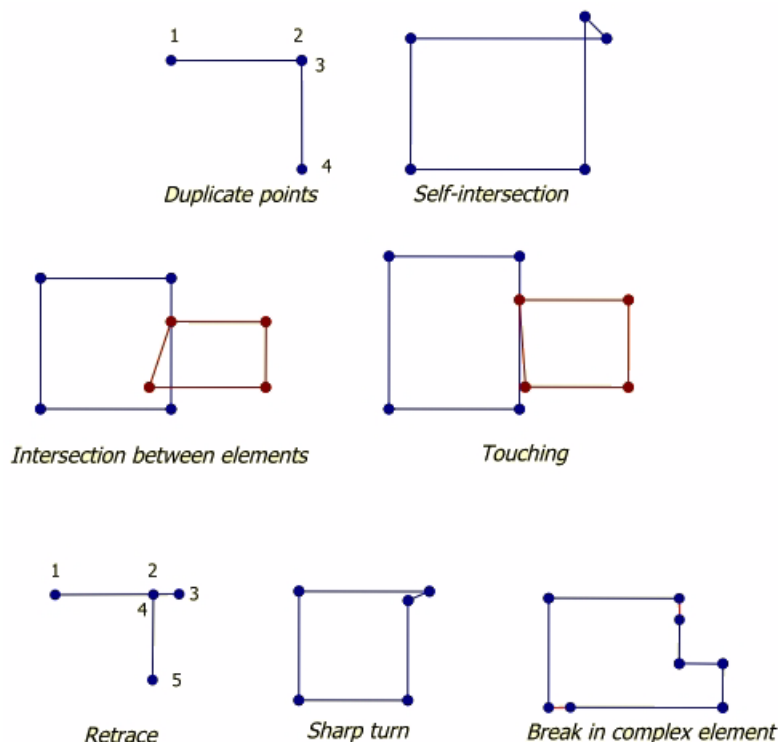 1 2
3
4
Duplicate points Self-intersection
Intersection between elements Touching
1 2
4 3
5
Retrace Sharp turn Break in complex element